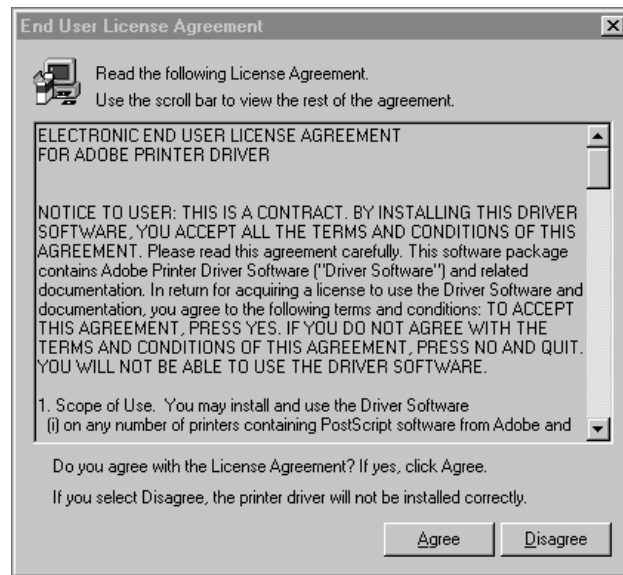 End User License Agreement
Read the following License Agreement.
Use the scroll bar to view the rest of the agreement.
ELECTRONIC END USER LICENSE AGREEMENT
FOR ADOBE PRINTER DRIVER
NOTICE TO USER: THIS IS A CONTRACT. BY INSTALLING THIS DRIVER
SOFTWARE, YOU ACCEPT ALL THE TERMS AND CONDITIONS OF THIS
AGREEMENT. Please read this agreement carefully. This software package
contains Adobe Printer Driver Software ("Driver Software") and related
documentation. In return for acquiring a license to use the Driver Software and
documentation, you agree to the following terms and conditions: TO ACCEPT
THIS AGREEMENT, PRESS YES. IF YOU DO NOT AGREE WITH THE
TERMS AND CONDITIONS OF THIS AGREEMENT, PRESS NO AND QUIT.
YOU WILL NOT BE ABLE TO USE THE DRIVER SOFTWARE.
1. Scope of Use. You may install and use the Driver Software
(i) on any number of printers containing PostScript software from Adobe and
Do you agree with the License Agreement? If yes, click Agree.
If you select Disagree, the printer driver will not be installed correctly.
Agree Disagree